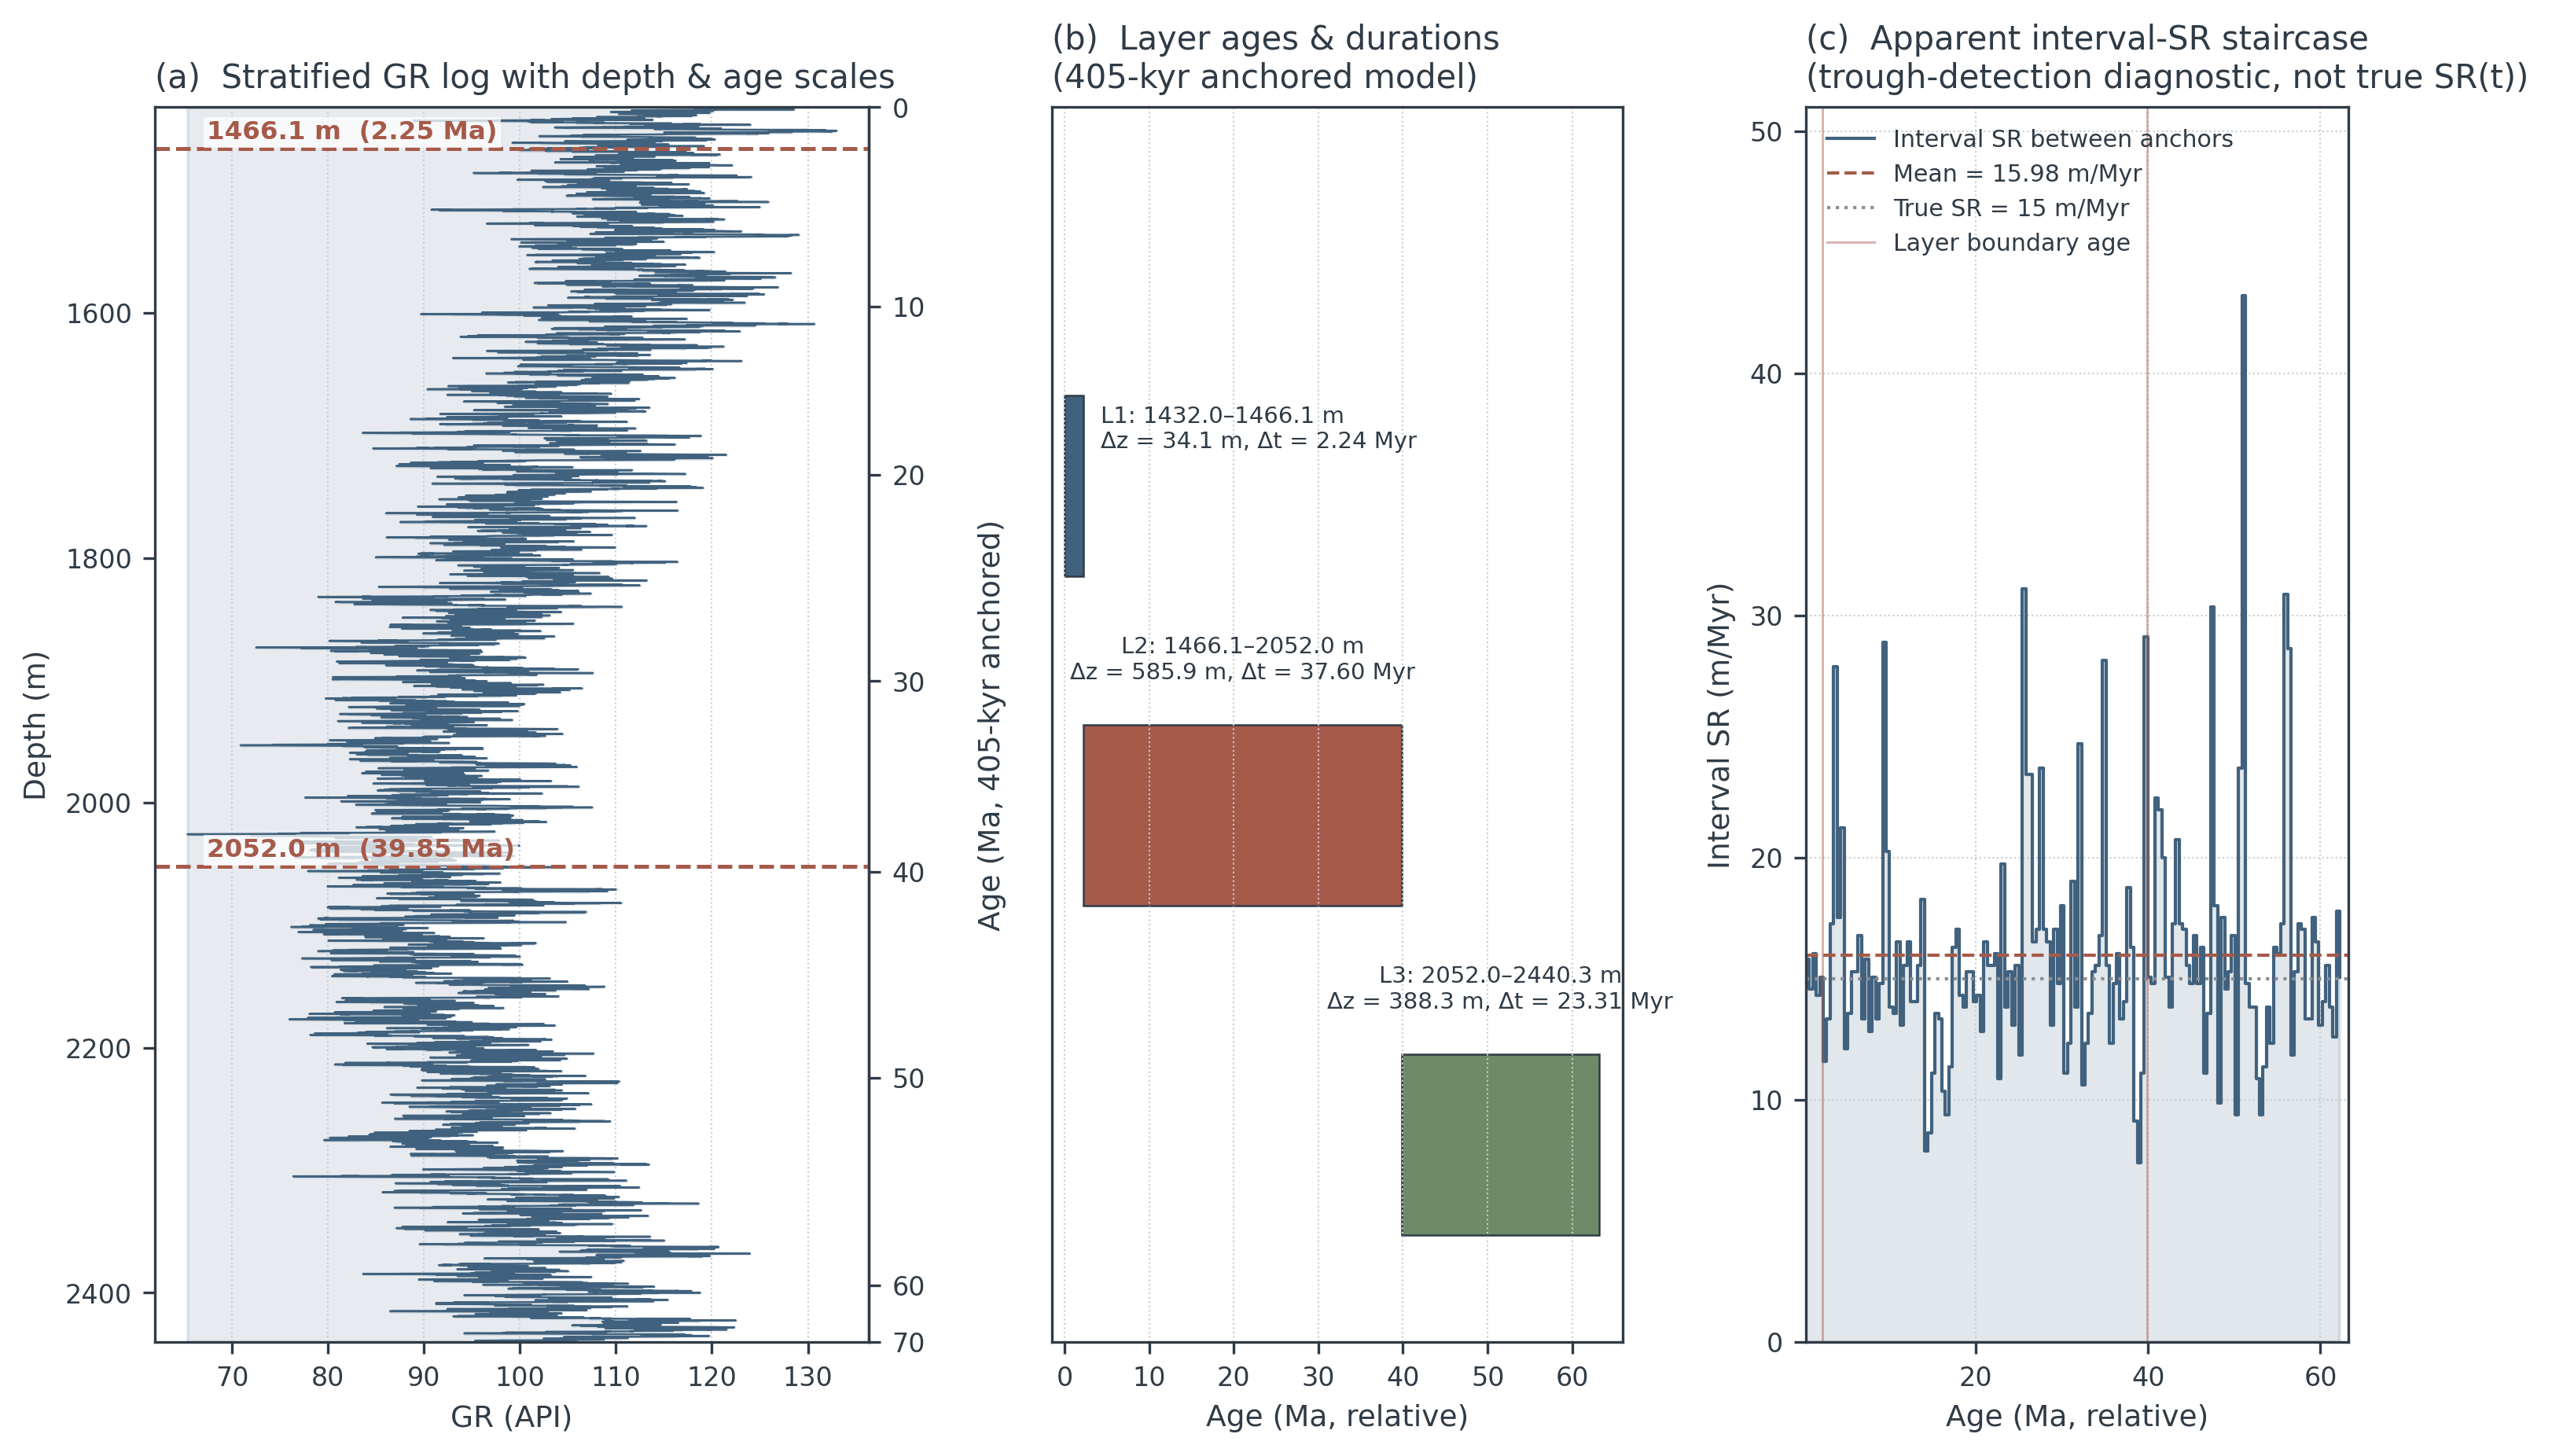 (a)  Stratified GR log with depth & age scales
1466.1 m  (2.25 Ma)
2052.0 m  (39.85 Ma)
Depth (m)
1600
1800
2000
2200
2400
70 80 90 100 110 120 130
GR (API)
0
10
20
30
40
50
60
70
Age (Ma, 405-kyr anchored)
(b)  Layer ages & durations
(405-kyr anchored model)
L1: 1432.0–1466.1 m
Δz = 34.1 m, Δt = 2.24 Myr
L2: 1466.1–2052.0 m
Δz = 585.9 m, Δt = 37.60 Myr
L3: 2052.0–2440.3 m
Δz = 388.3 m, Δt = 23.31 Myr
0 10 20 30 40 50 60
Age (Ma, relative)
(c)  Apparent interval-SR staircase
(trough-detection diagnostic, not true SR(t))
Interval SR between anchors
Mean = 15.98 m/Myr
True SR = 15 m/Myr
Layer boundary age
Interval SR (m/Myr)
50
40
30
20
10
0
20 40 60
Age (Ma, relative)